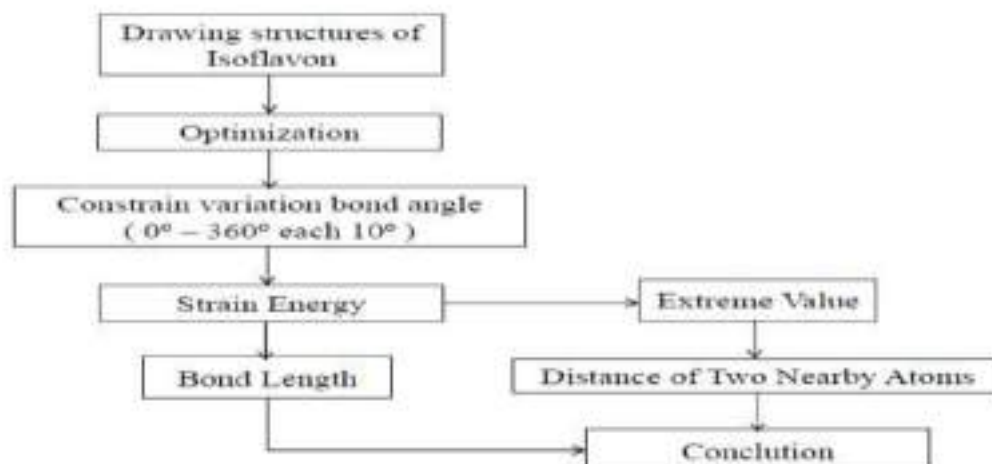 Drawing structures of
Isoflavon
Optimization
Constrain variation bond angle
( 0° – 360° each 10° )
Strain Energy
Extreme Value
Bond Length
Distance of Two Nearby Atoms
Conclution